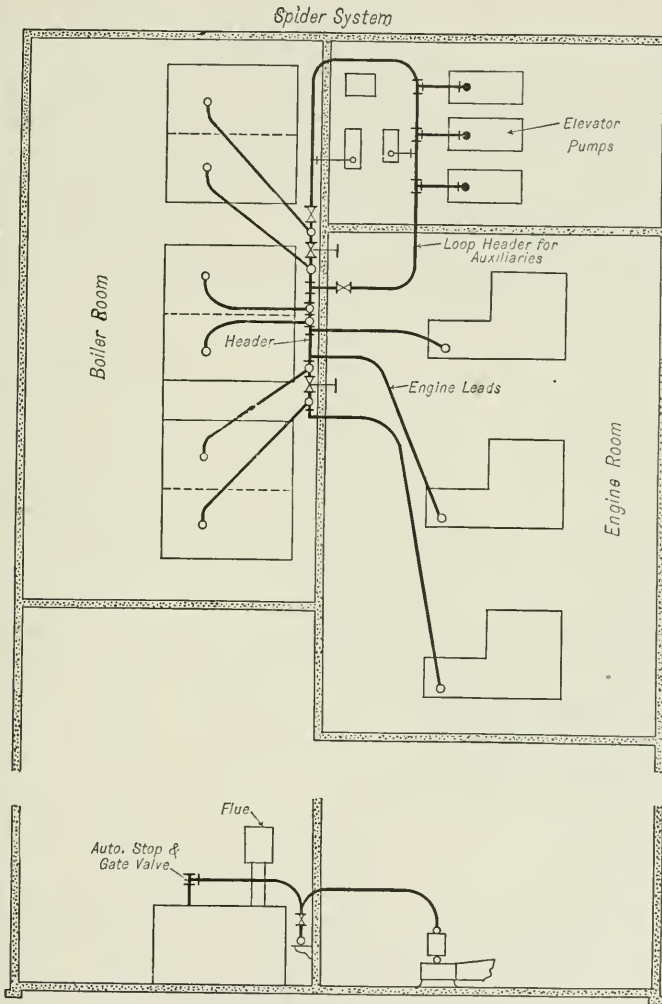 Spider System
Elevator
Pumps
Loop Header for
Auxiliaries
Boiler Room
Header
Engine Leads
Engine Room
Flue
Auto. Stop &
Gate Valve